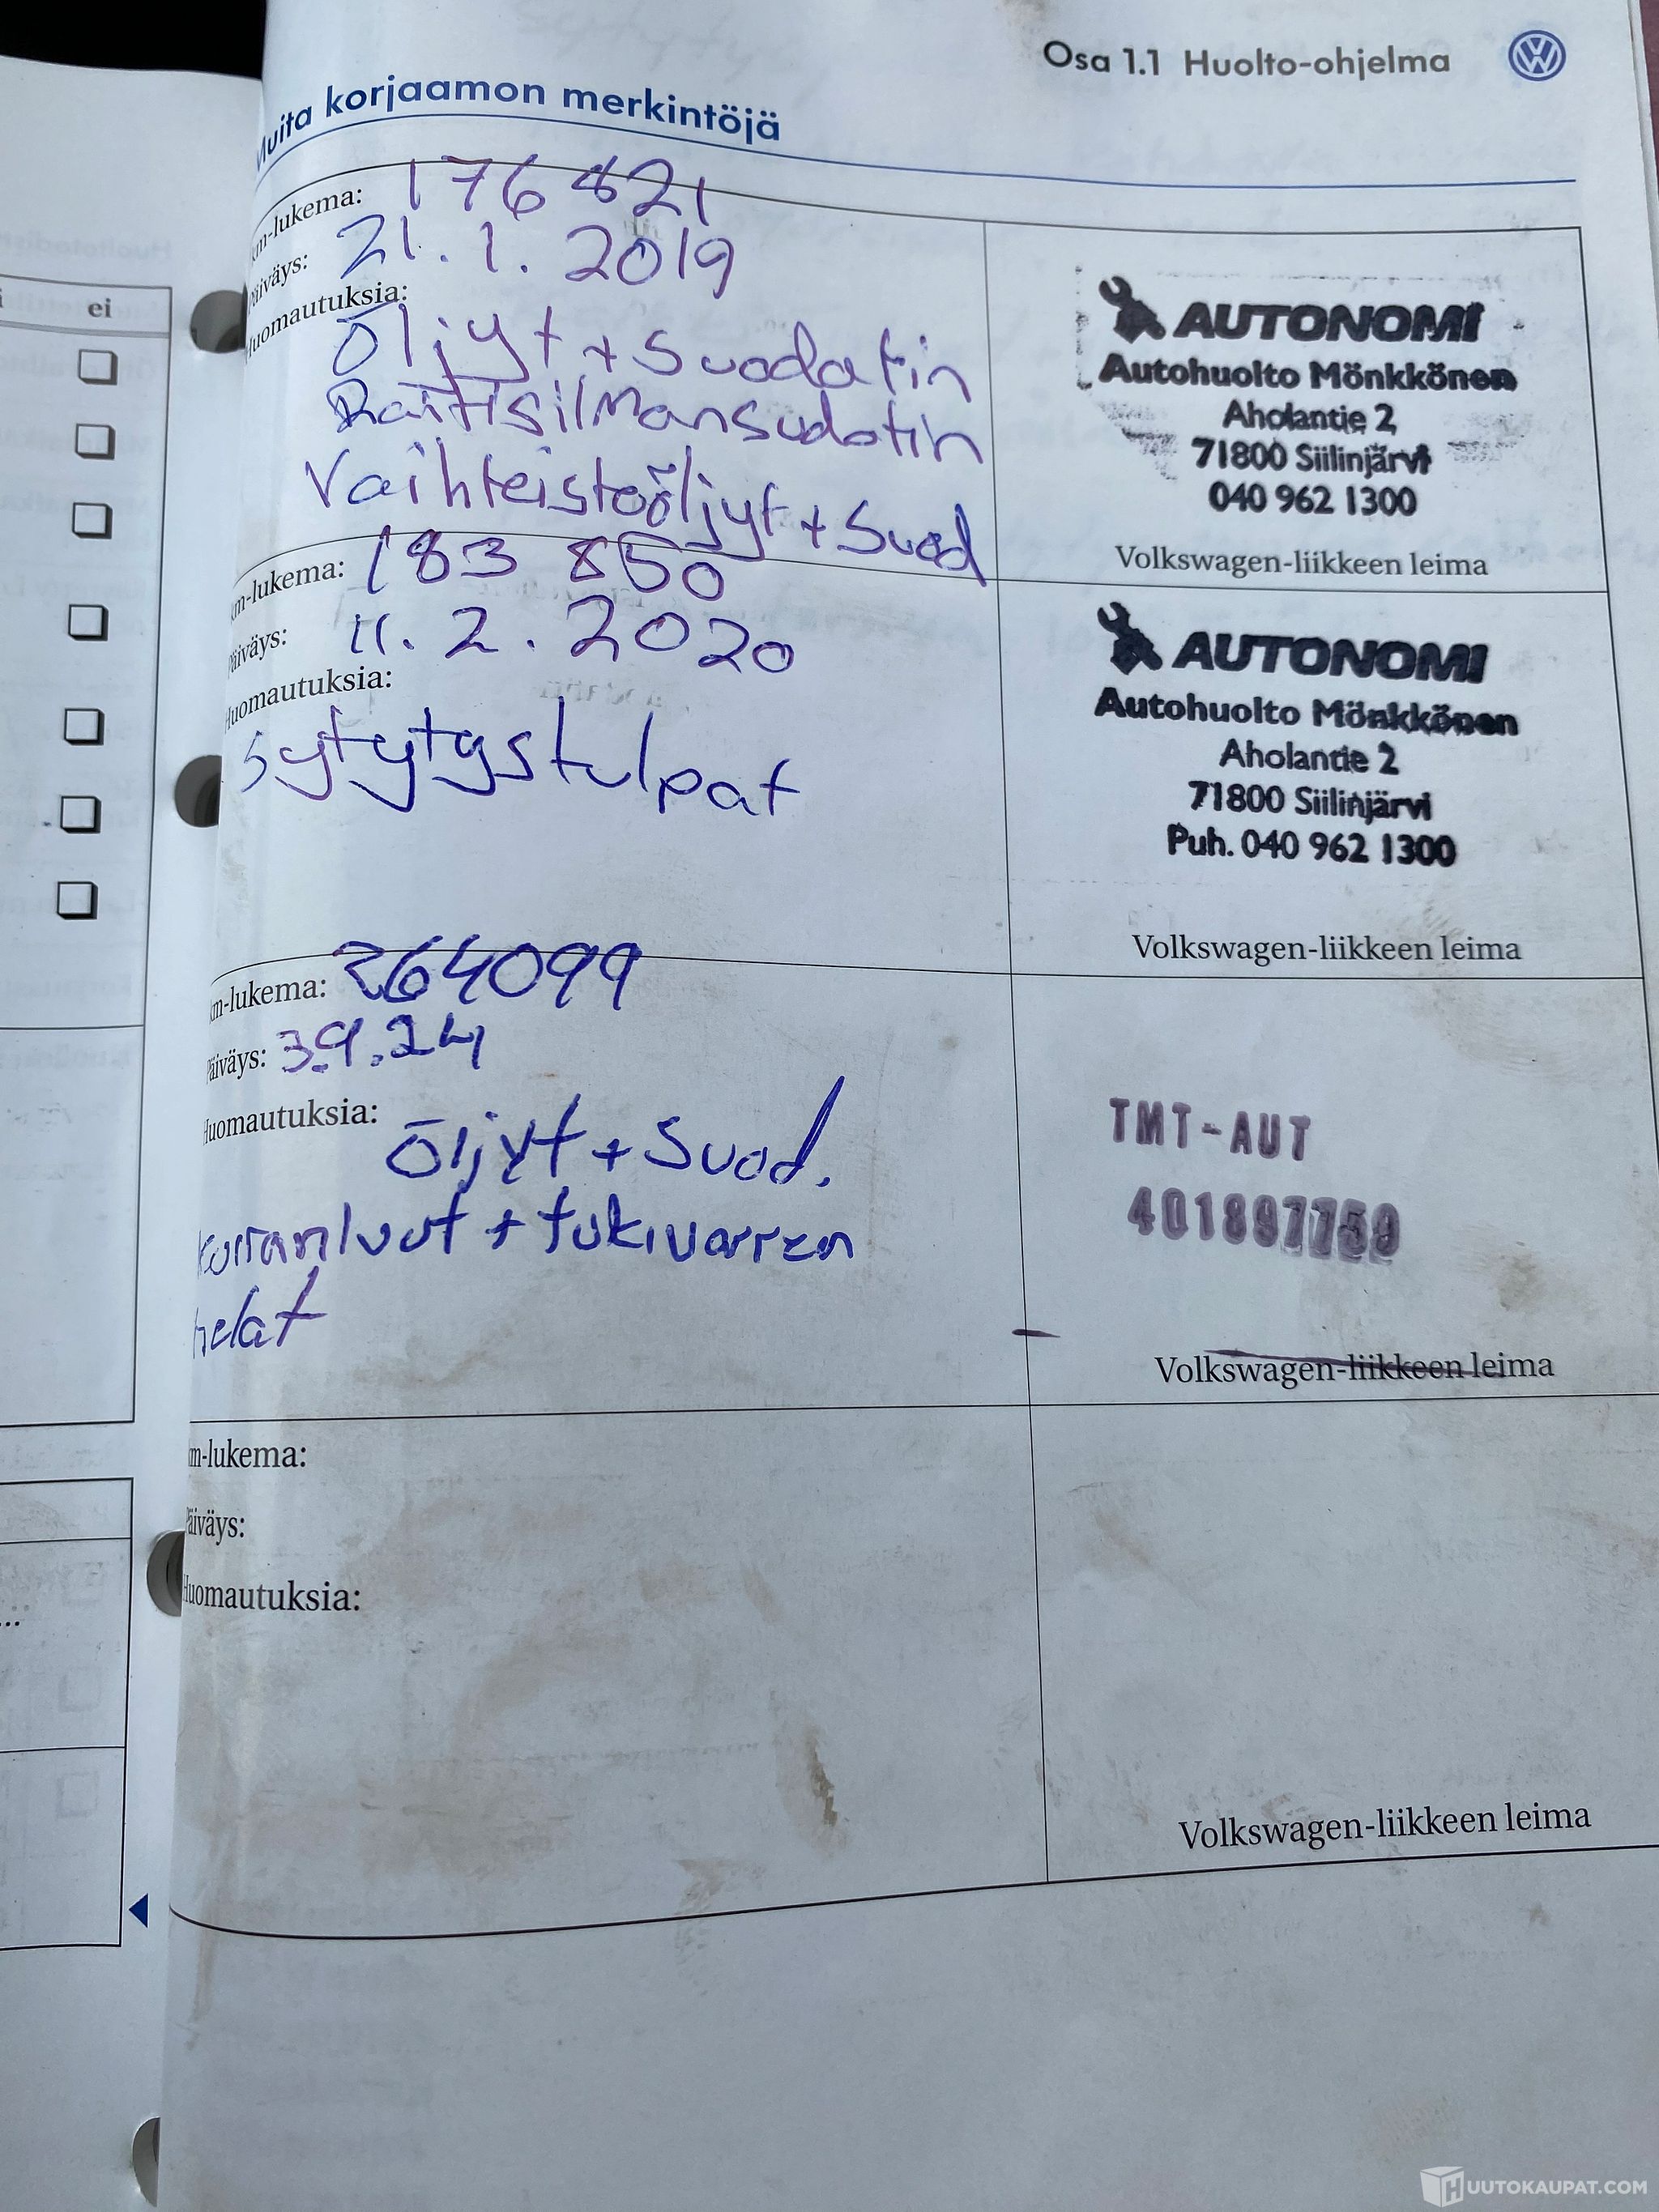 Osa 1.1 Huolto-ohjelma
Muita korjaamon merkintöjä
km-lukema: 176 821
Päiväys: 21.1.2019
Huomautuksia:
Öljyt + Suodatin
Raitisilmansudotin
Vaihteistoöljyt + Suod
AUTONOMI
Autohuolto Mönkkönen
Aholantie 2
71800 Siilinjärvi
040 962 1300
Volkswagen-liikkeen leima
km-lukema: 183 850
Päiväys: 11.2.2020
Huomautuksia:
Sytytystulpat
AUTONOMI
Autohuolto Mönkkönen
Aholantie 2
71800 Siilinjärvi
Puh. 040 962 1300
Volkswagen-liikkeen leima
km-lukema: 264099
Päiväys: 3.9.24
Huomautuksia:
Öljyt + Suod.
koiranluut + tukivarren
helat
TMT-AUT
Volkswagen-liikkeen leima
km-lukema:
Päiväys:
Huomautuksia:
Volkswagen-liikkeen leima
ei
HUUTOKAUPAT.COM